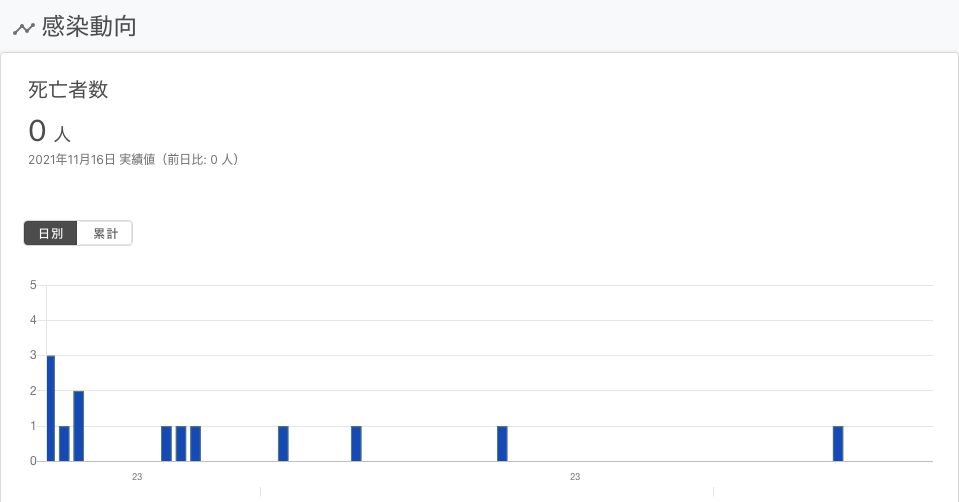 感染動向
死亡者数
0 人
2021年11月16日 実績値（前日比: 0 人）
日別 累計
5
4
3
2
1
0
23 23